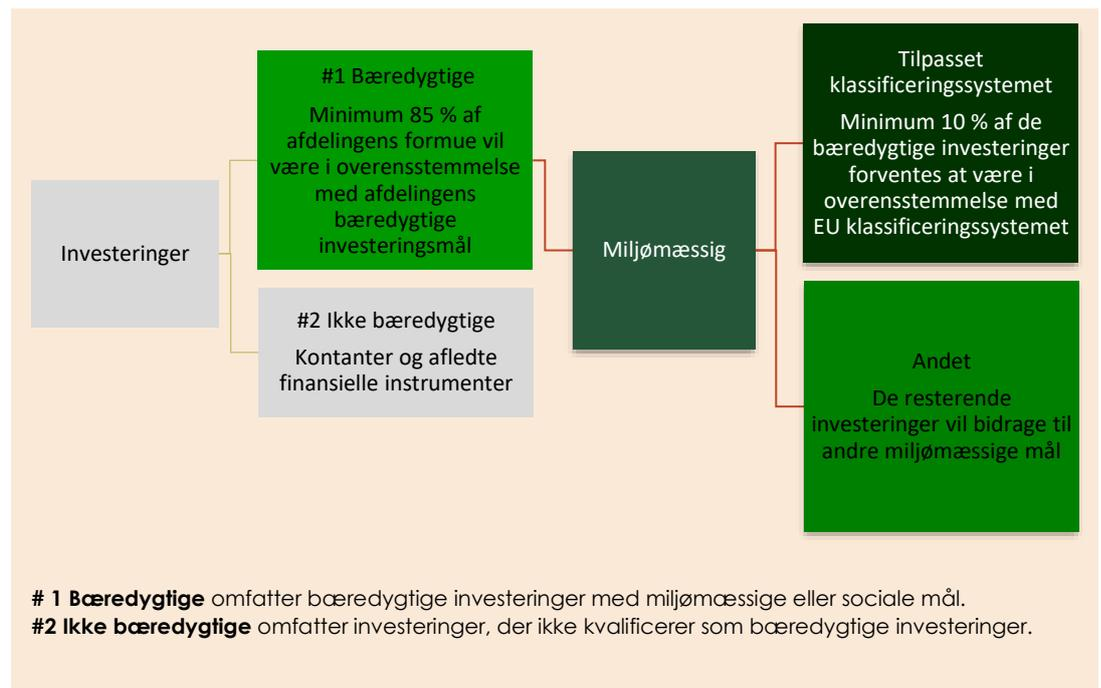 Investeringer
#1 Bæredygtige
Minimum 85 % af
afdelingens formue vil
være i overensstemmelse
med afdelingens
bæredygtige
investeringsmål
#2 Ikke bæredygtige
Kontanter og afledte
finansielle instrumenter
Miljømæssig
Tilpasset
klassificeringssystemet
Minimum 10 % af de
bæredygtige investeringer
forventes at være i
overensstemmelse med
EU klassificeringssystemet
Andet
De resterende
investeringer vil bidrage til
andre miljømæssige mål
# 1 Bæredygtige omfatter bæredygtige investeringer med miljømæssige eller sociale mål.
#2 Ikke bæredygtige omfatter investeringer, der ikke kvalificerer som bæredygtige investeringer.